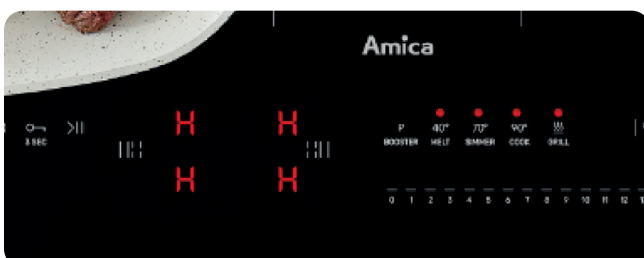 Amica
H H
P 40° 70° 90°
3 SEC BOOSTER MELT SIMMER COOK GRILL
H H
0 1 2 3 4 5 6 7 8 9 10 11 12